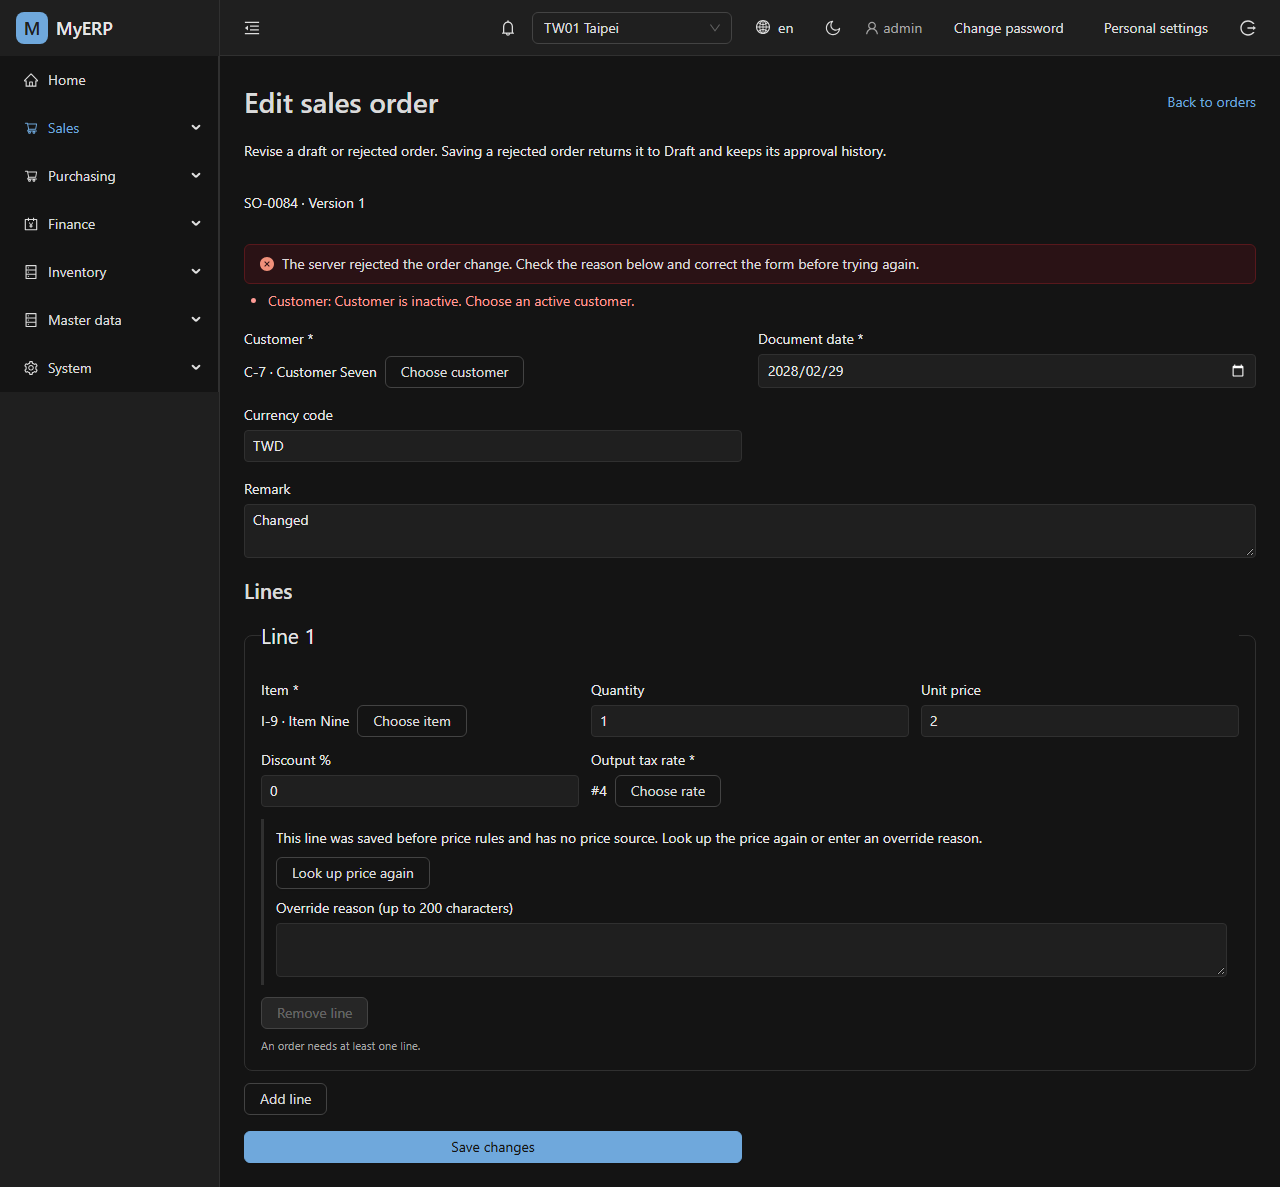 M MyERP
TW01 Taipei
en
admin
Change password
Personal settings
Home
Sales
Purchasing
Finance
Inventory
Master data
System
Edit sales order
Back to orders
Revise a draft or rejected order. Saving a rejected order returns it to Draft and keeps its approval history.
SO-0084 · Version 1
The server rejected the order change. Check the reason below and correct the form before trying again.
• Customer: Customer is inactive. Choose an active customer.
Customer *
Document date *
C-7 · Customer Seven
Choose customer
2028/02/29
Currency code
TWD
Remark
Changed
Lines
Line 1
Item *
Quantity
Unit price
I-9 · Item Nine
Choose item
1
2
Discount %
Output tax rate *
0
#4
Choose rate
This line was saved before price rules and has no price source. Look up the price again or enter an override reason.
Look up price again
Override reason (up to 200 characters)
Remove line
An order needs at least one line.
Add line
Save changes